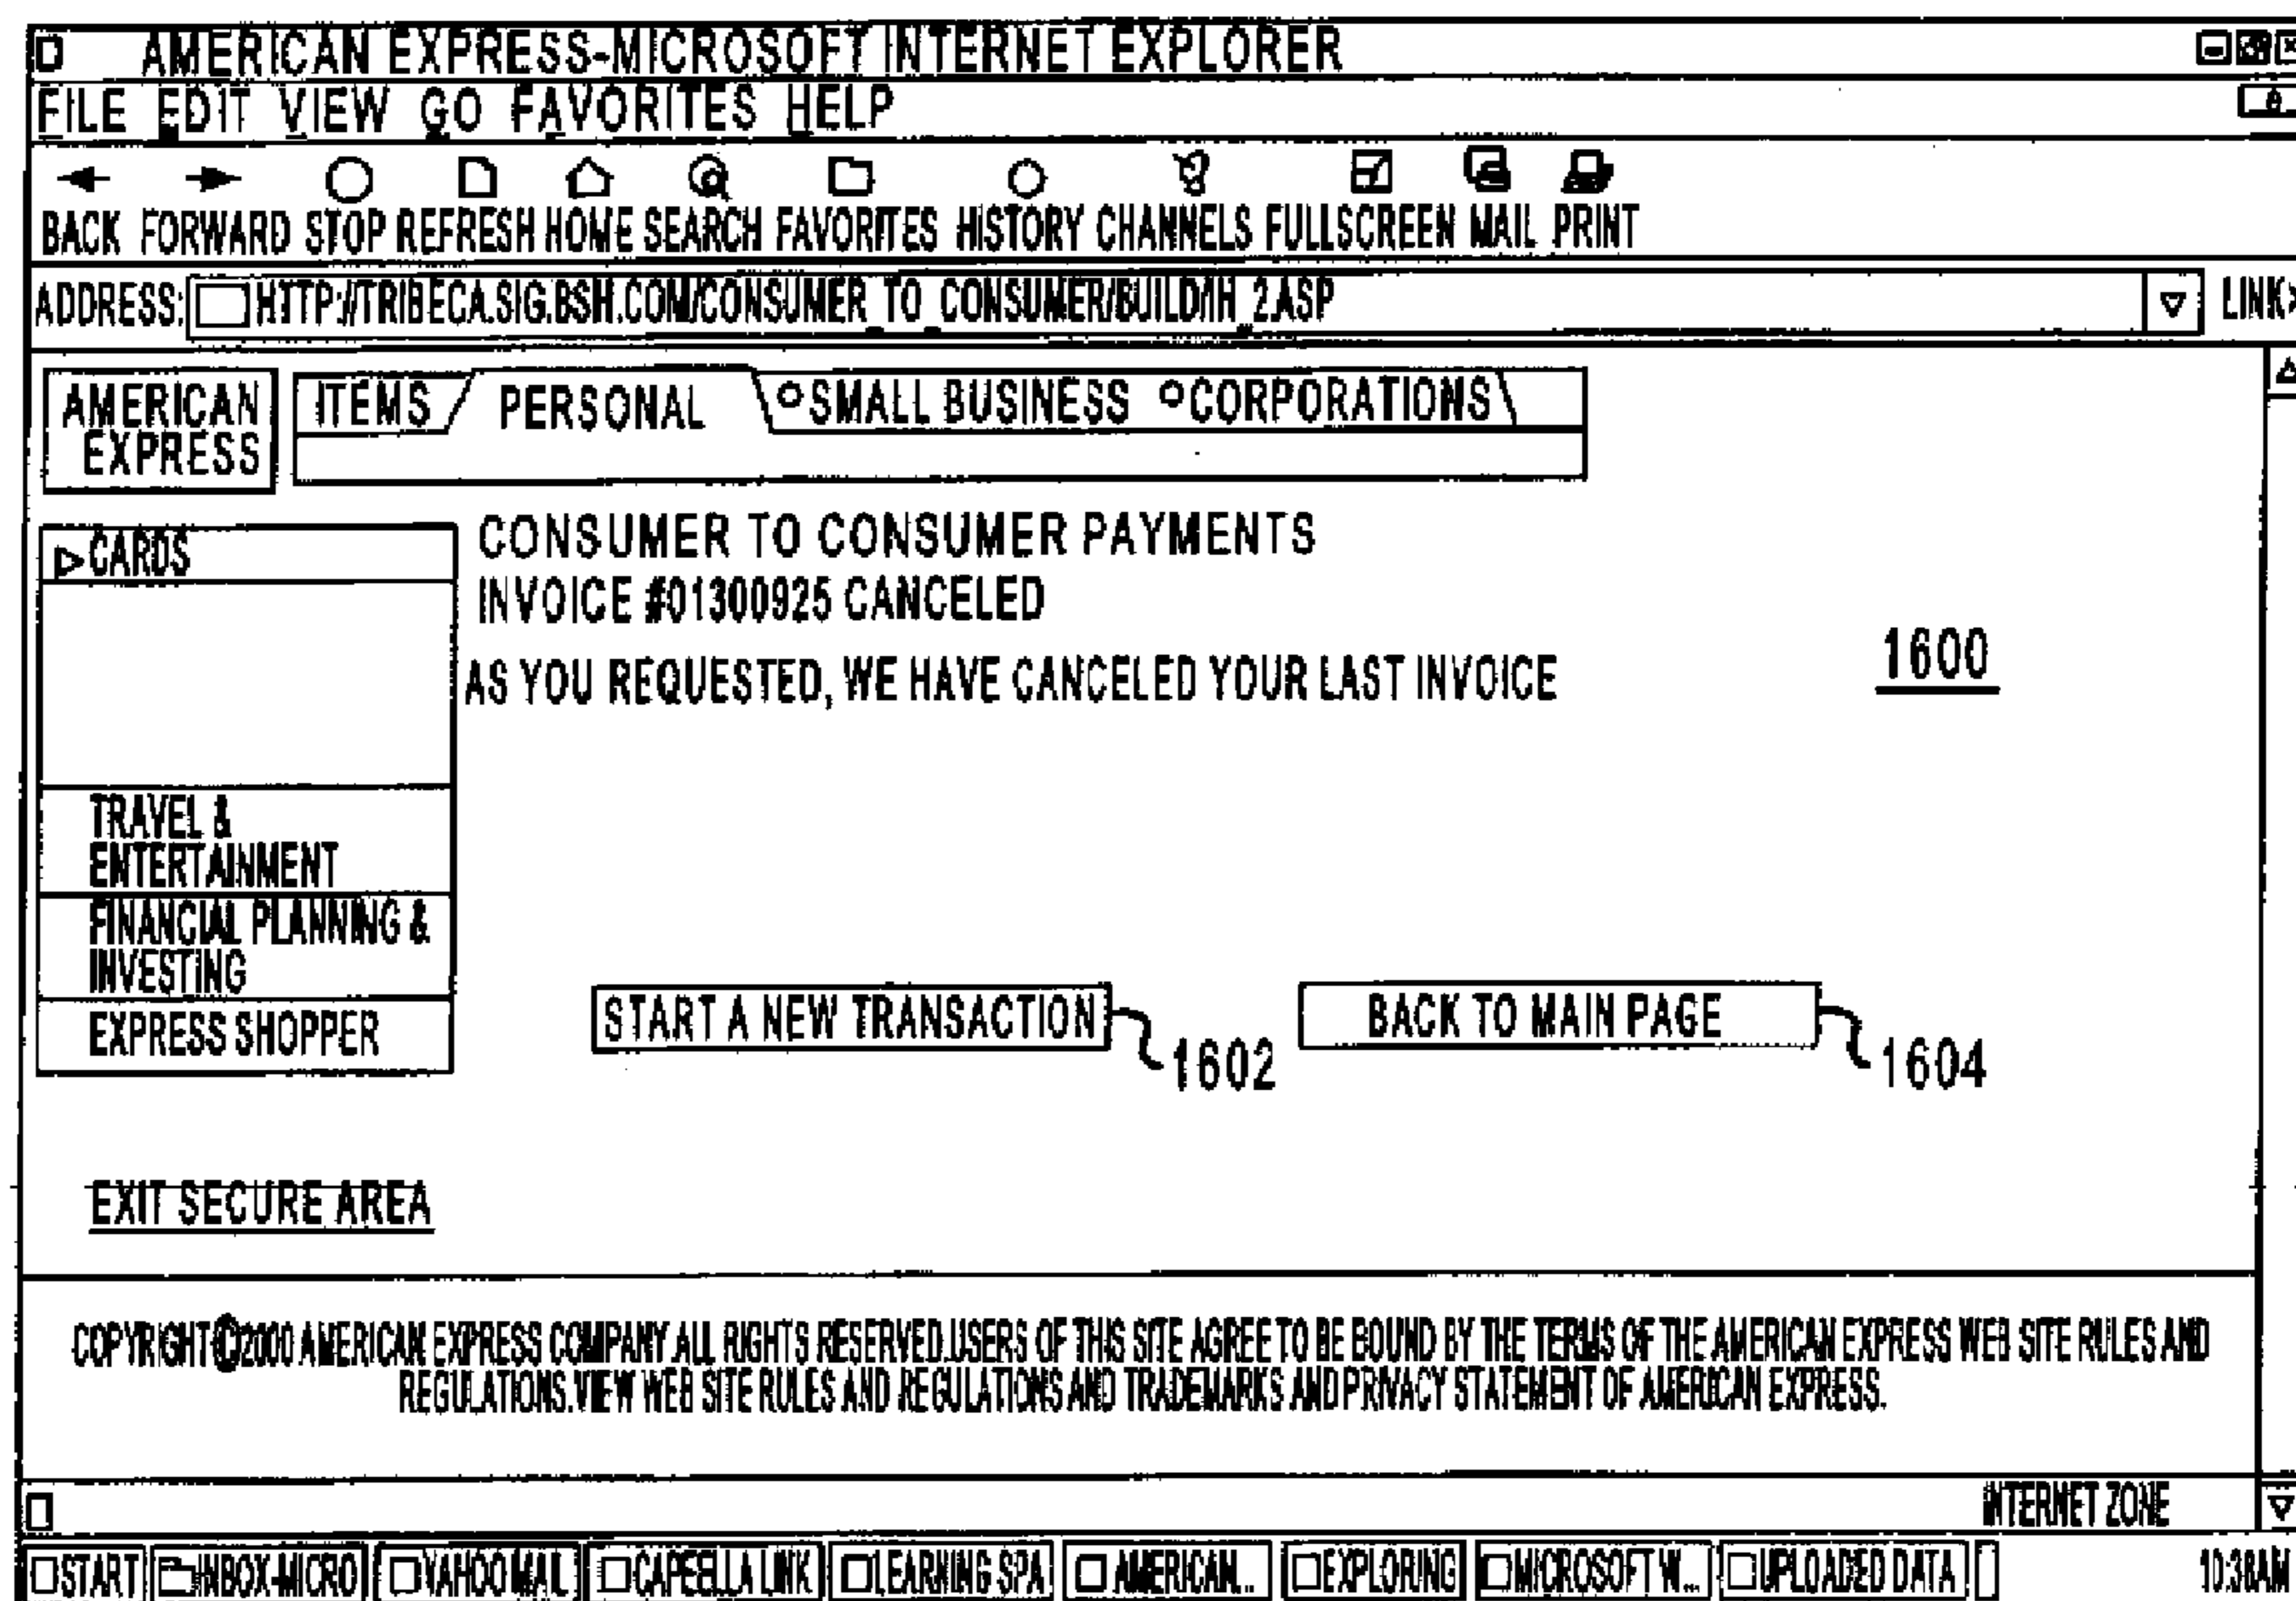 AMERICAN EXPRESS-MICROSOFT INTERNET EXPLORER
FILE EDIT VIEW GO FAVORITES HELP
BACK FORWARD STOP REFRESH HOME SEARCH FAVORITES HISTORY CHANNELS FULLSCREEN MAIL PRINT
ADDRESS: HTTP://TRIBECA.SIG.BSH.COM/CONSUMER_TO_CONSUMER/BUILD/IH_2.ASP LINK»
AMERICAN
EXPRESS
ITEMS PERSONAL SMALL BUSINESS CORPORATIONS
CONSUMER TO CONSUMER PAYMENTS
INVOICE #01300925 CANCELED
AS YOU REQUESTED, WE HAVE CANCELED YOUR LAST INVOICE
1600
CARDS
TRAVEL &
ENTERTAINMENT
FINANCIAL PLANNING &
INVESTING
EXPRESS SHOPPER
START A NEW TRANSACTION 1602
BACK TO MAIN PAGE 1604
EXIT SECURE AREA
COPYRIGHT©2000 AMERICAN EXPRESS COMPANY.ALL RIGHTS RESERVED.USERS OF THIS SITE AGREE TO BE BOUND BY THE TERMS OF THE AMERICAN EXPRESS WEB SITE RULES AND
REGULATIONS.VIEW WEB SITE RULES AND REGULATIONS AND TRADEMARKS AND PRIVACY STATEMENT OF AMERICAN EXPRESS.
INTERNET ZONE
START INBOX-MICRO YAHOO MAIL CAPEELLA LINK LEARNING SPA AMERICAN... EXPLORING MICROSOFT W... UPLOADED DATA 10:38AM